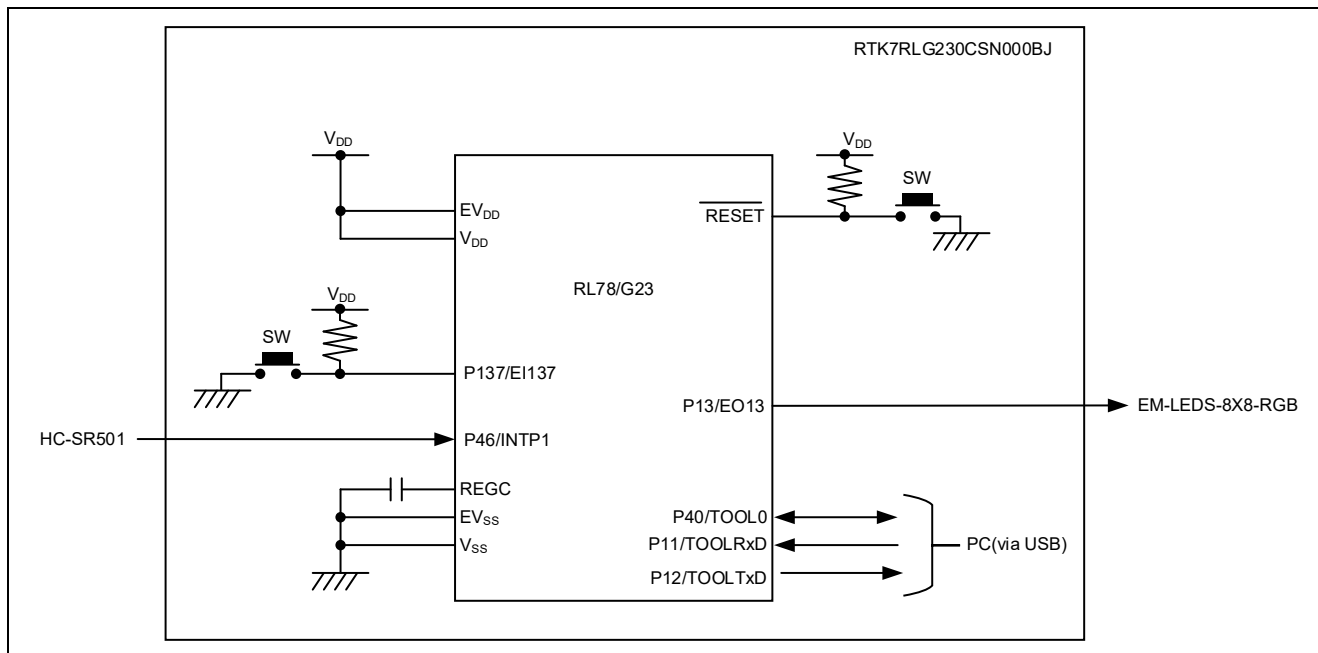 RTK7RLG230CSN000BJ
VDD
VDD
SW
EVDD
VDD
RESET
RL78/G23
VDD
SW
P137/EI137
P13/EO13
EM-LEDS-8X8-RGB
HC-SR501
P46/INTP1
REGC
EVSS
VSS
P40/TOOL0
P11/TOOLRxD
P12/TOOLTxD
PC(via USB)